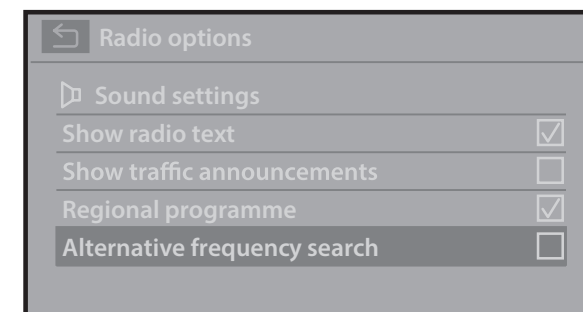 Radio options
Sound settings
Show radio text
Show traffic announcements
Regional programme
Alternative frequency search